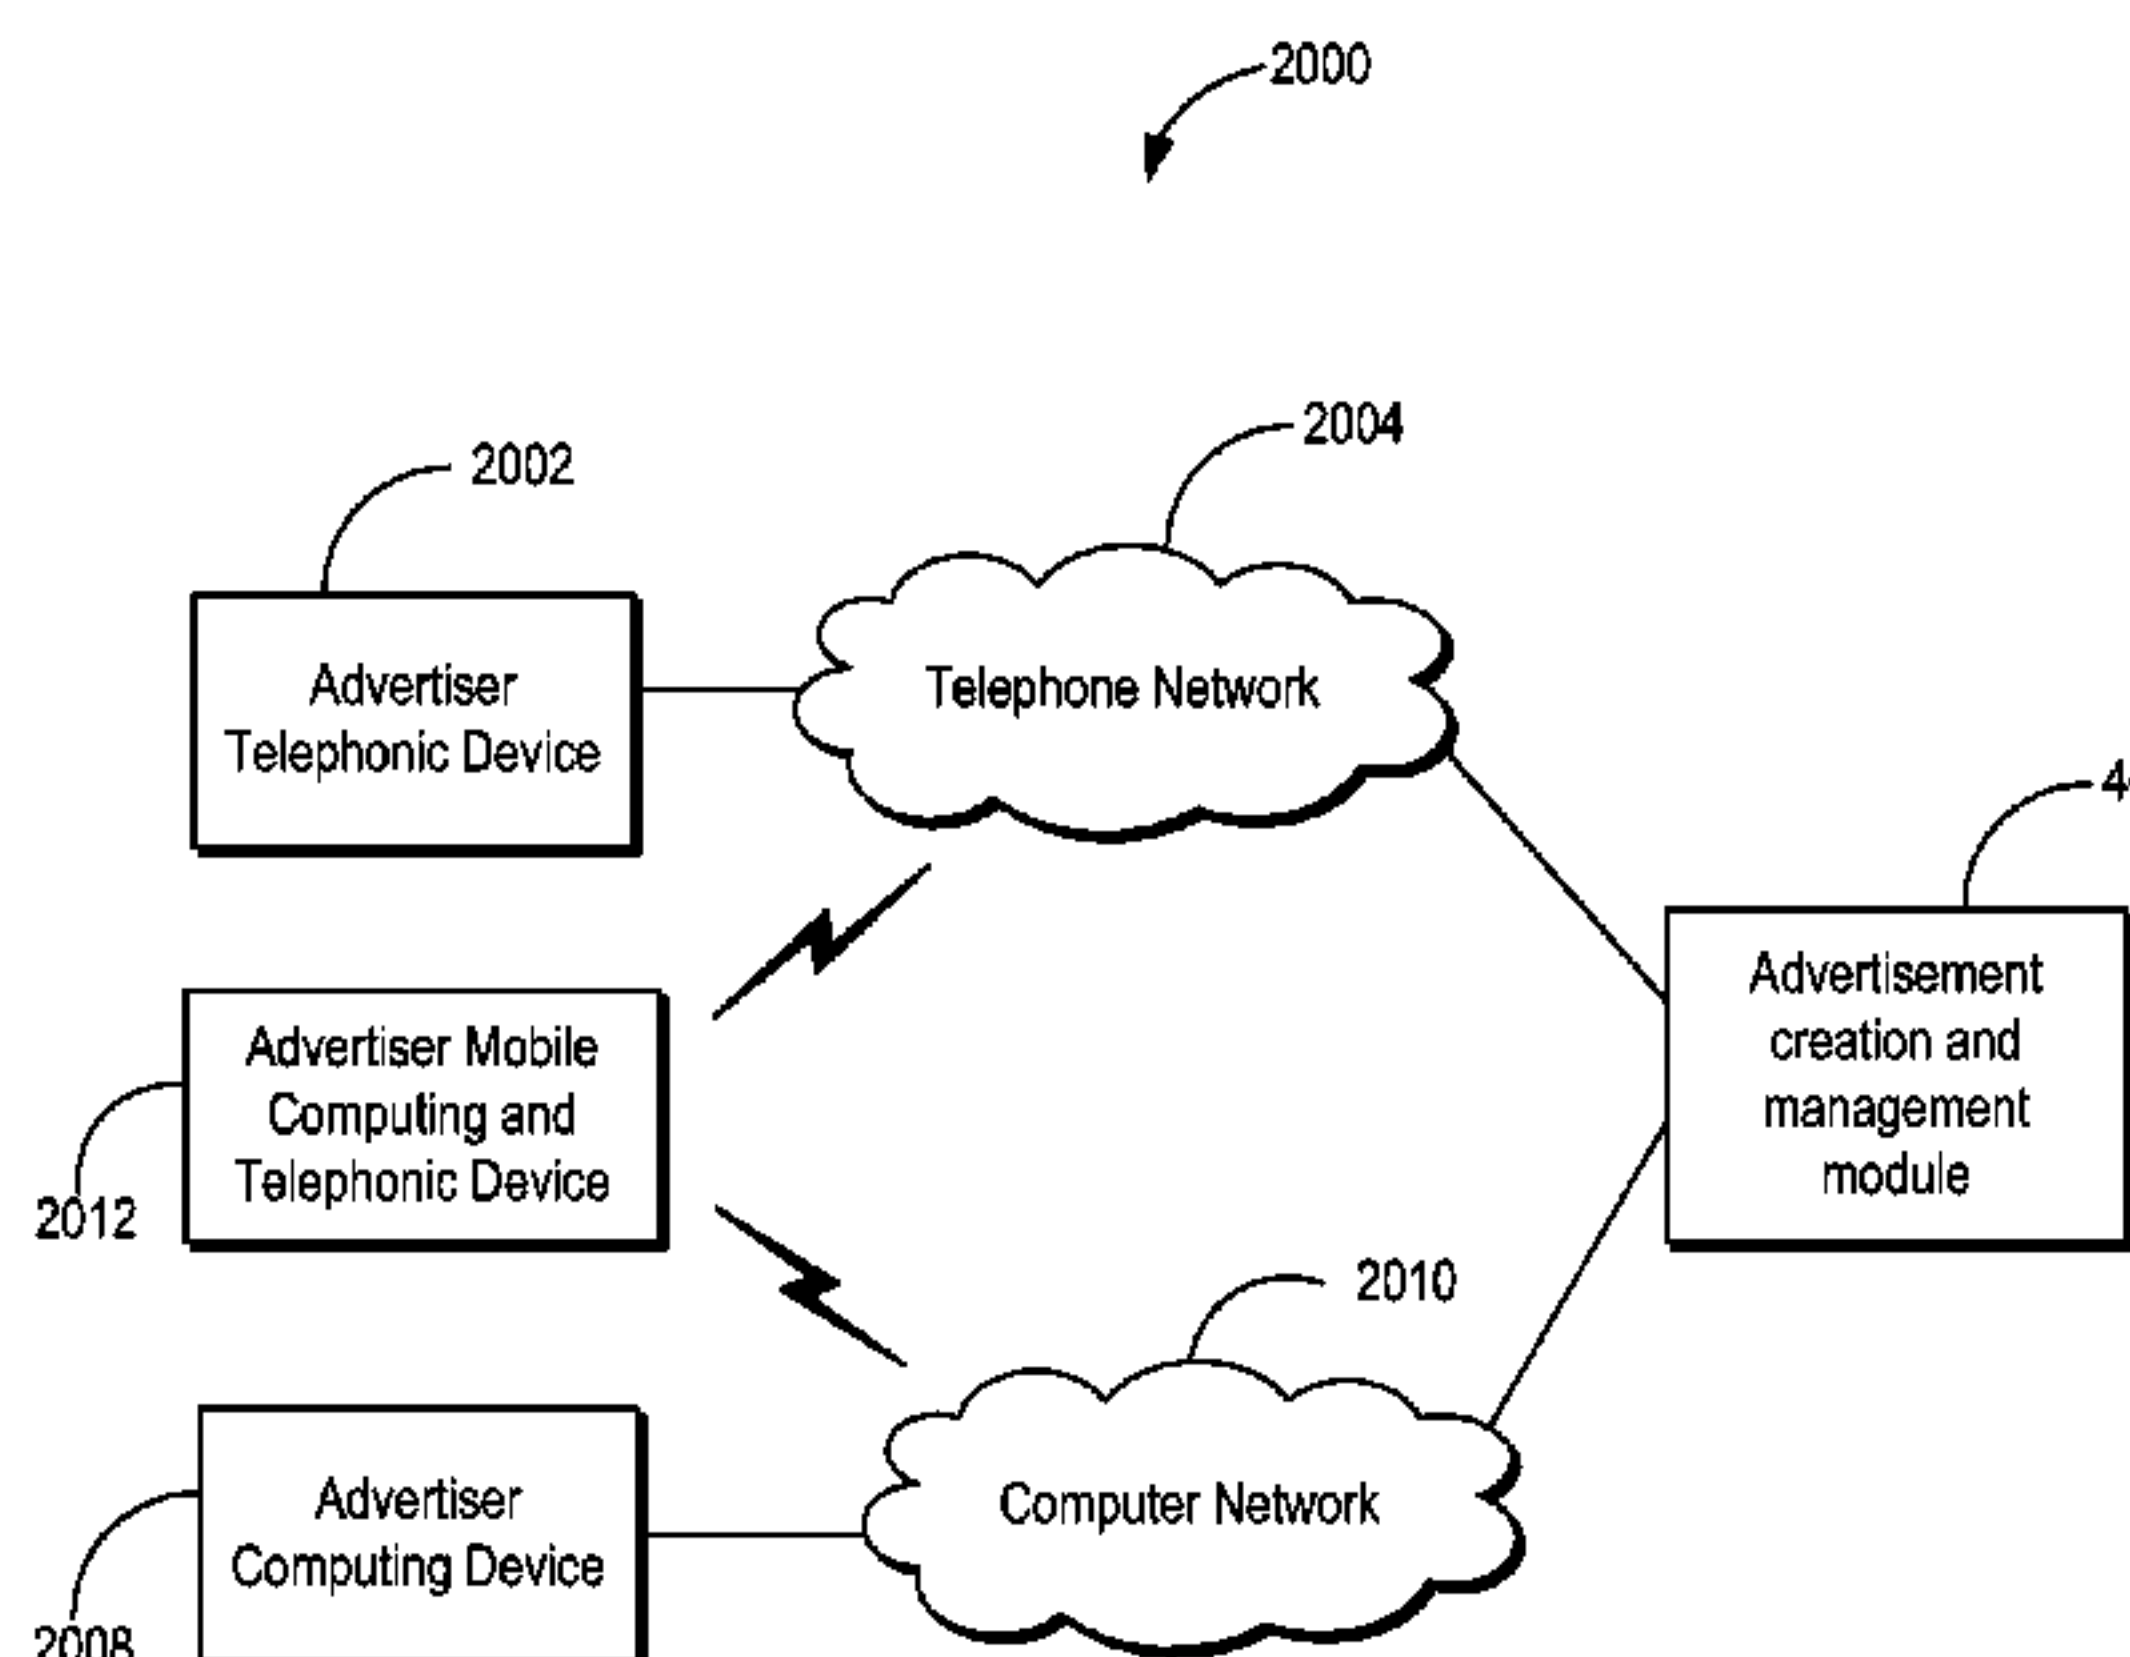 2000
2004
2002
Advertiser
Telephonic Device
Telephone Network
Advertisement
creation and
management
module
Advertiser Mobile
Computing and
Telephonic Device
2012
2010
Advertiser
Computing Device
Computer Network
2008